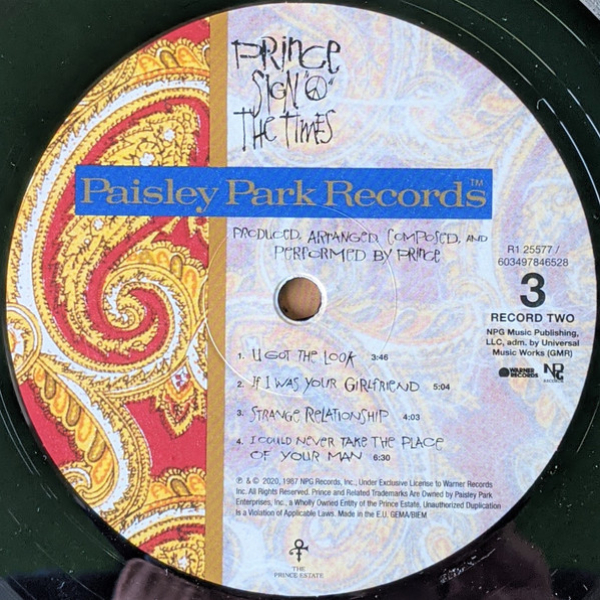 PRINCE
SIGN "☮"
THE TIMES
Paisley Park Records™
PRODUCED, ARRANGED, COMPOSED, AND
PERFORMED BY PRINCE
R1 25577 /
603497846528
3
RECORD TWO
NPG Music Publishing,
LLC, adm. by Universal
Music Works (GMR)
WARNER RECORDS
NPG RECORDS
1. U GOT THE LOOK 3:46
2. IF I WAS YOUR GIRLFRIEND 5:04
3. STRANGE RELATIONSHIP 4:03
4. I COULD NEVER TAKE THE PLACE
OF YOUR MAN 6:30
℗ & © 2020, 1987 NPG Records, Inc., Under Exclusive License to Warner Records
Inc. All Rights Reserved. Prince and Related Trademarks Are Owned by Paisley Park
Enterprises, Inc., a Wholly Owned Entity of the Prince Estate, Unauthorized Duplication
Is a Violation of Applicable Laws. Made in the E.U. GEMA/BIEM
THE
PRINCE ESTATE